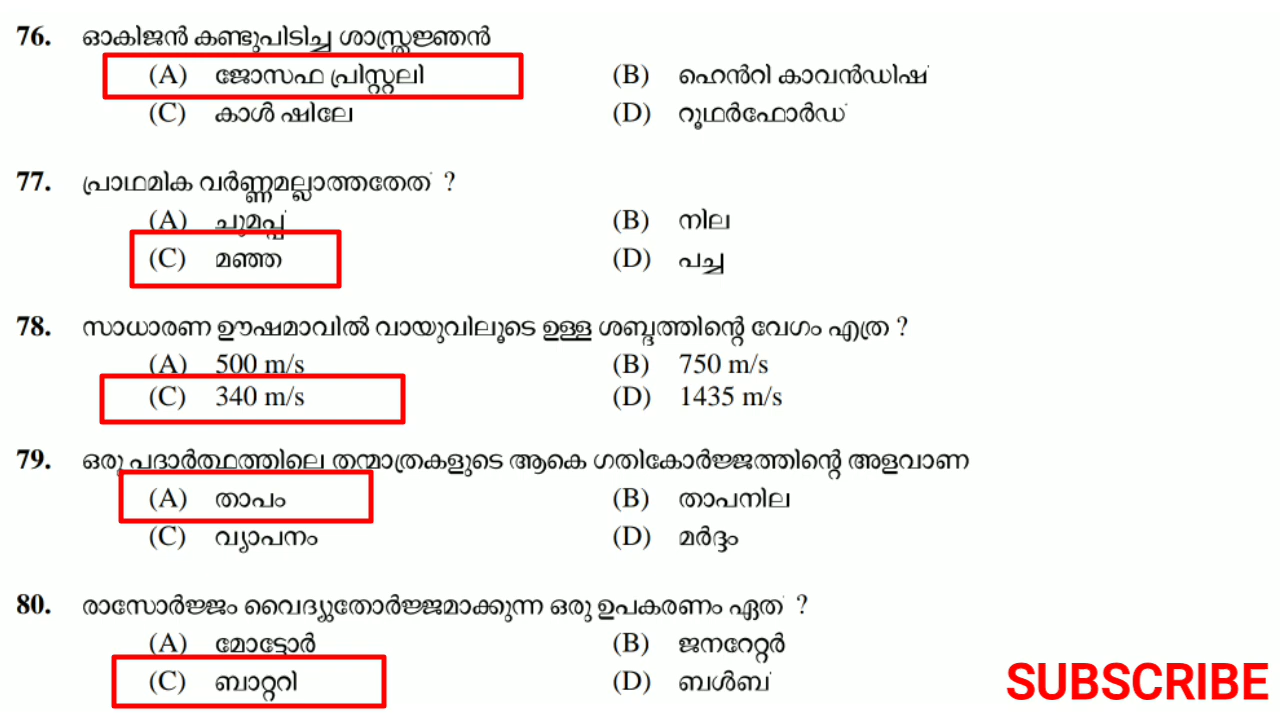 76. ഓകിജൻ കണ്ടുപിടിച്ച ശാസ്ത്രജ്ഞൻ
(A) ജോസഫ പ്രിസ്റ്റലി (B) ഹെൻറി കാവൻഡിഷ്
(C) കാൾ ഷിലേ (D) റൂഥർഫോർഡ്
77. പ്രാഥമിക വർണ്ണമല്ലാത്തതേത് ?
(A) ചുമപ്പ് (B) നില
(C) മഞ്ഞ (D) പച്ച
78. സാധാരണ ഊഷമാവിൽ വായുവിലൂടെ ഉള്ള ശബ്ദത്തിന്റെ വേഗം എത്ര ?
(A) 500 m/s (B) 750 m/s
(C) 340 m/s (D) 1435 m/s
79. ഒരു പദാർത്ഥത്തിലെ തന്മാത്രകളുടെ ആകെ ഗതികോർജ്ജത്തിന്റെ അളവാണ
(A) താപം (B) താപനില
(C) വ്യാപനം (D) മർദ്ദം
80. രാസോർജ്ജം വൈദ്യുതോർജ്ജമാക്കുന്ന ഒരു ഉപകരണം ഏത് ?
(A) മോട്ടോർ (B) ജനറേറ്റർ
(C) ബാറ്ററി (D) ബൾബ്
SUBSCRIBE